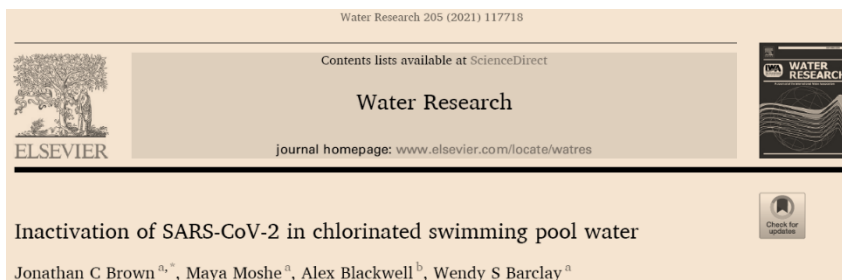 Water Research 205 (2021) 117718
Contents lists available at ScienceDirect
Water Research
journal homepage: www.elsevier.com/locate/watres
ELSEVIER
IWA
WATER
RESEARCH
Check for
updates
Inactivation of SARS-CoV-2 in chlorinated swimming pool water
Jonathan C Brown a,*, Maya Moshe a, Alex Blackwell b, Wendy S Barclay a